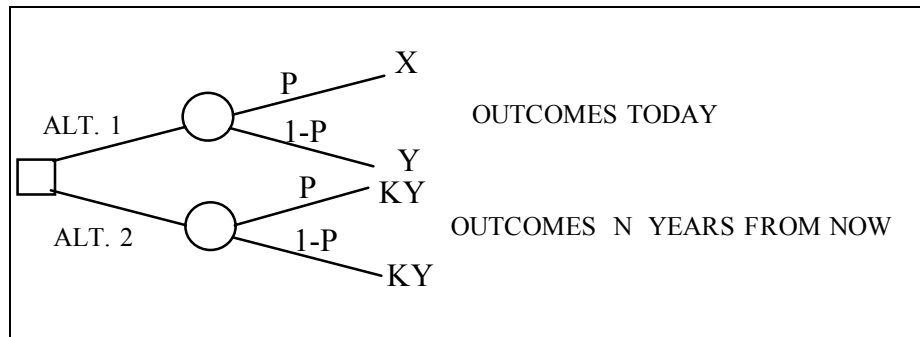 X
P
OUTCOMES TODAY
ALT. 1
1-P
Y
P
KY
OUTCOMES N YEARS FROM NOW
ALT. 2
1-P
KY